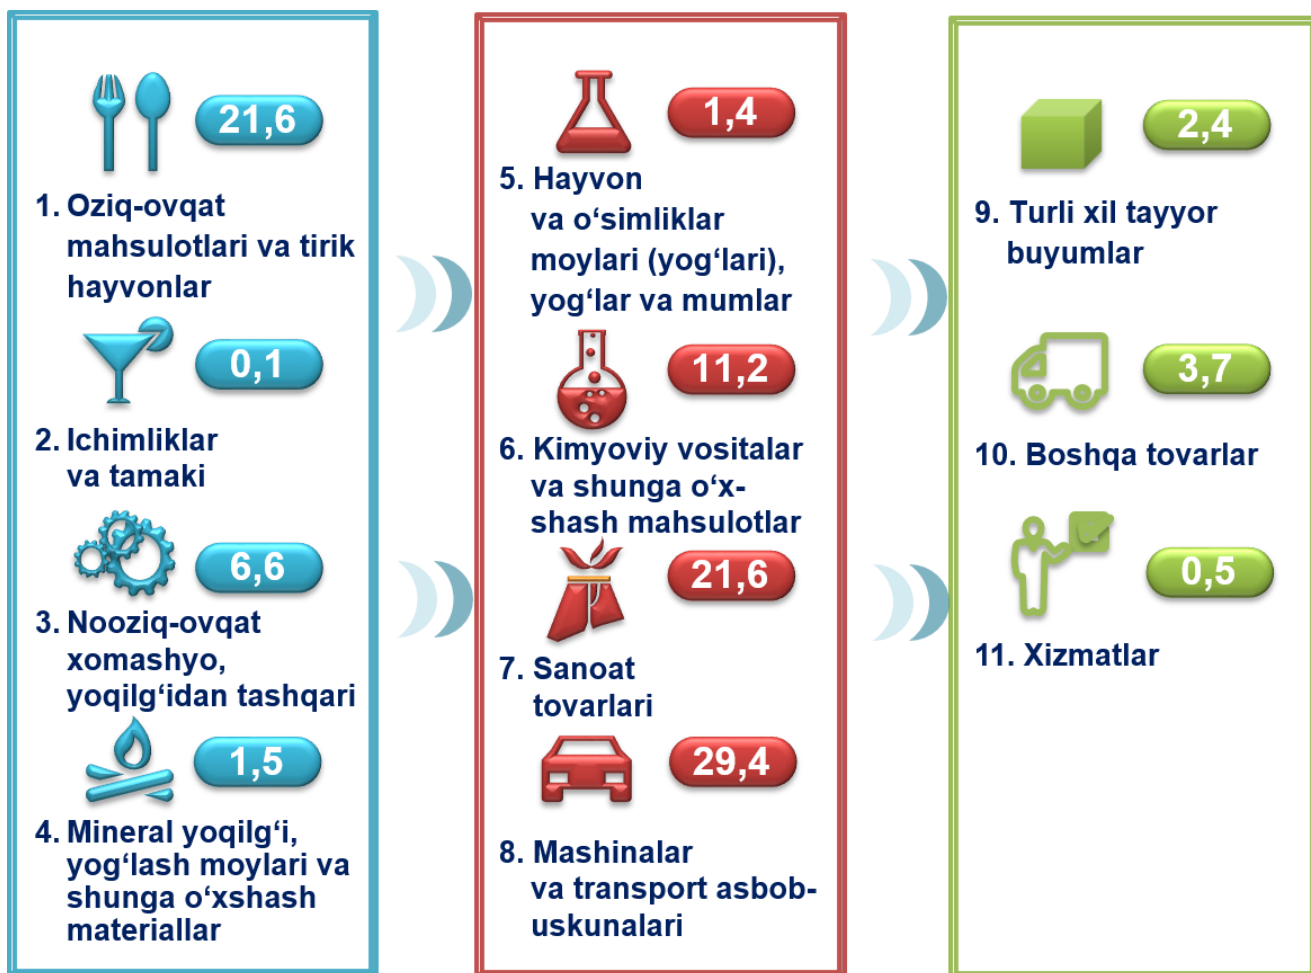 21,6
1. Oziq-ovqat
mahsulotlari va tirik
hayvonlar
0,1
2. Ichimliklar
va tamaki
6,6
3. Nooziq-ovqat
xomashyo,
yoqilg‘idan tashqari
1,5
4. Mineral yoqilg‘i,
yog‘lash moylari va
shunga o‘xshash
materiallar
1,4
5. Hayvon
va o‘simliklar
moylari (yog‘lari),
yog‘lar va mumlar
11,2
6. Kimyoviy vositalar
va shunga o‘x-
shash mahsulotlar
21,6
7. Sanoat
tovarlari
29,4
8. Mashinalar
va transport asbob-
uskunalari
2,4
9. Turli xil tayyor
buyumlar
3,7
10. Boshqa tovarlar
0,5
11. Xizmatlar